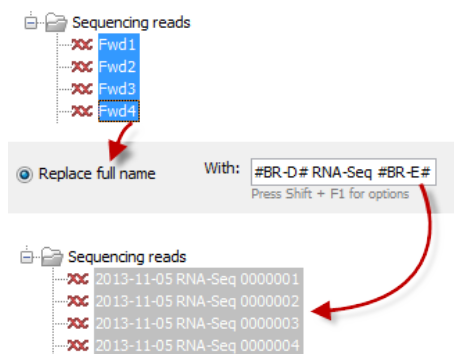 Sequencing reads
Fwd1
Fwd2
Fwd3
Fwd4
Replace full name With: #BR-D# RNA-Seq #BR-E#
Press Shift + F1 for options
Sequencing reads
2013-11-05 RNA-Seq 0000001
2013-11-05 RNA-Seq 0000002
2013-11-05 RNA-Seq 0000003
2013-11-05 RNA-Seq 0000004